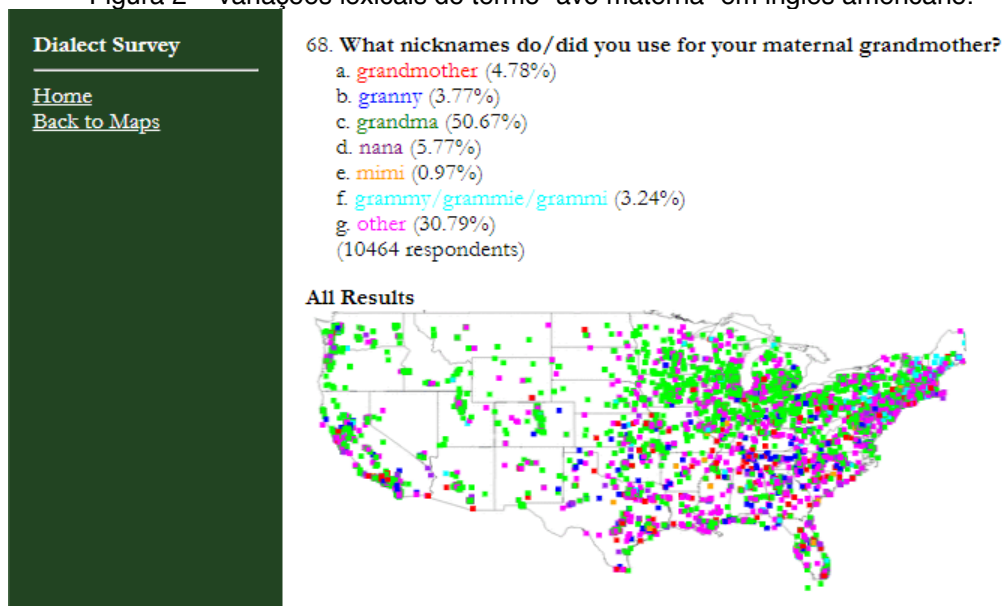 Figura 2 – Variações lexicais do termo "avó materna" em inglês americano.
Dialect Survey
Home
Back to Maps
68. What nicknames do/did you use for your maternal grandmother?
a. grandmother (4.78%)
b. granny (3.77%)
c. grandma (50.67%)
d. nana (5.77%)
e. mimi (0.97%)
f. grammy/grammie/grammi (3.24%)
g. other (30.79%)
(10464 respondents)
All Results